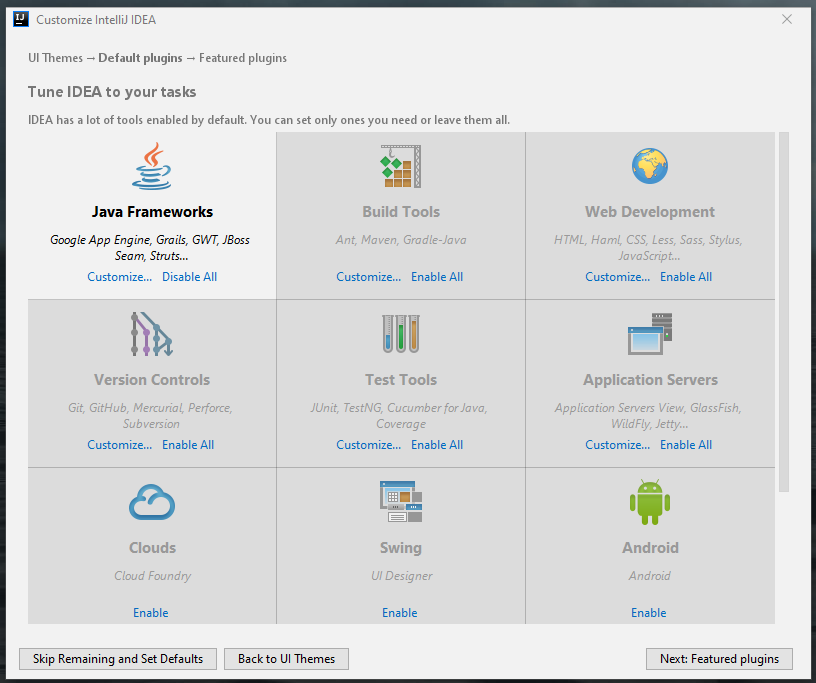 IJ
Customize IntelliJ IDEA
UI Themes → Default plugins → Featured plugins
Tune IDEA to your tasks
IDEA has a lot of tools enabled by default. You can set only ones you need or leave them all.
Java Frameworks
Google App Engine, Grails, GWT, JBoss
Seam, Struts...
Customize... Disable All
Build Tools
Ant, Maven, Gradle-Java
Customize... Enable All
Web Development
HTML, Haml, CSS, Less, Sass, Stylus,
JavaScript...
Customize... Enable All
Version Controls
Git, GitHub, Mercurial, Perforce,
Subversion
Customize... Enable All
Test Tools
JUnit, TestNG, Cucumber for Java,
Coverage
Customize... Enable All
Application Servers
Application Servers View, GlassFish,
WildFly, Jetty...
Customize... Enable All
Clouds
Cloud Foundry
Enable
Swing
UI Designer
Enable
Android
Android
Enable
Skip Remaining and Set Defaults
Back to UI Themes
Next: Featured plugins